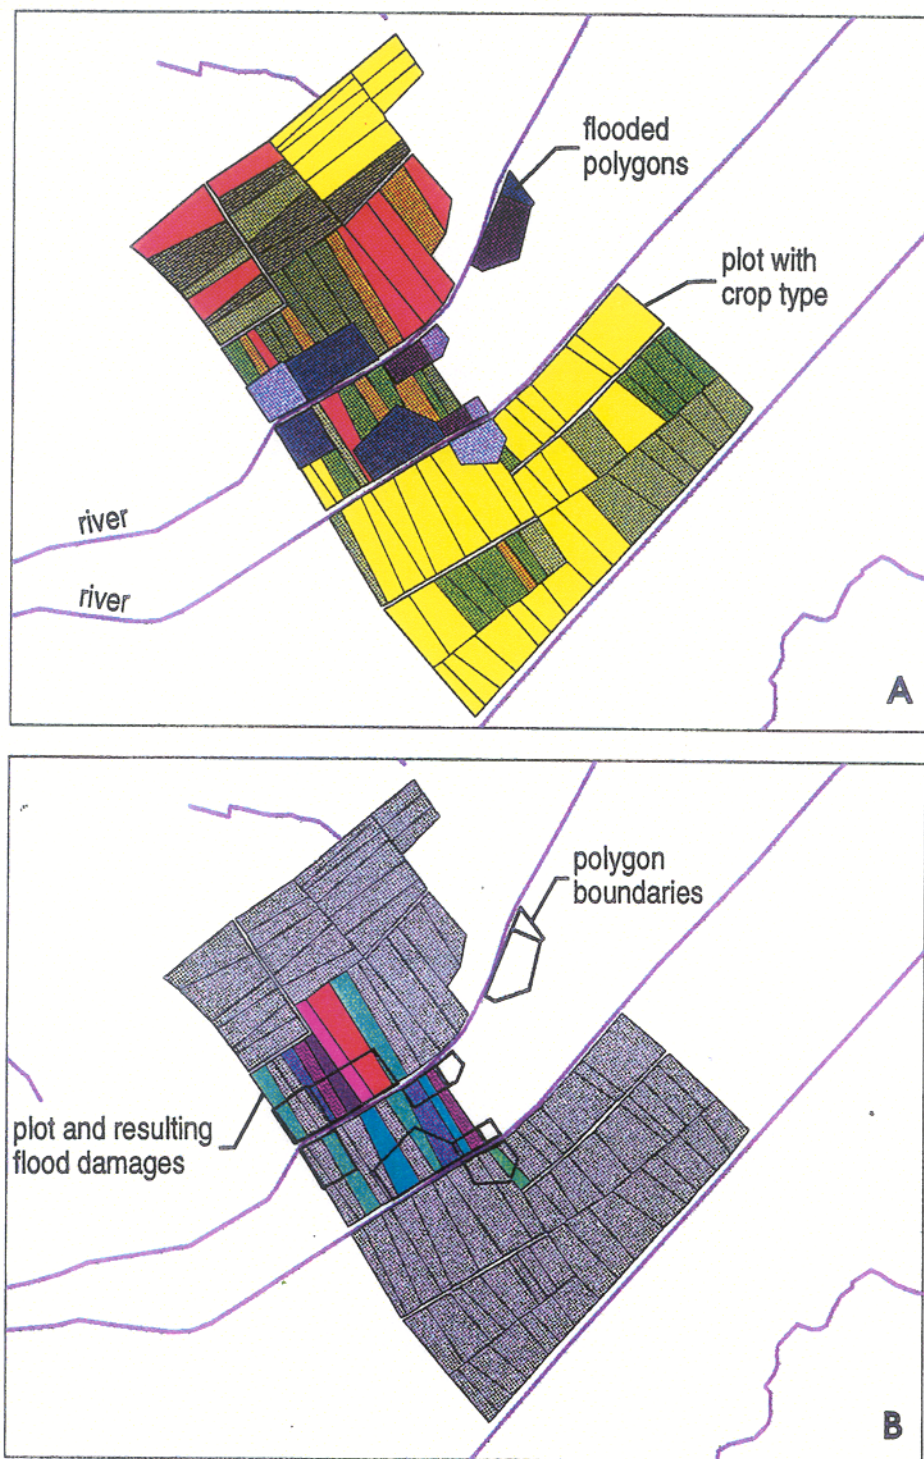 flooded
polygons
plot with
crop type
river
river
A
polygon
boundaries
plot and resulting
flood damages
B